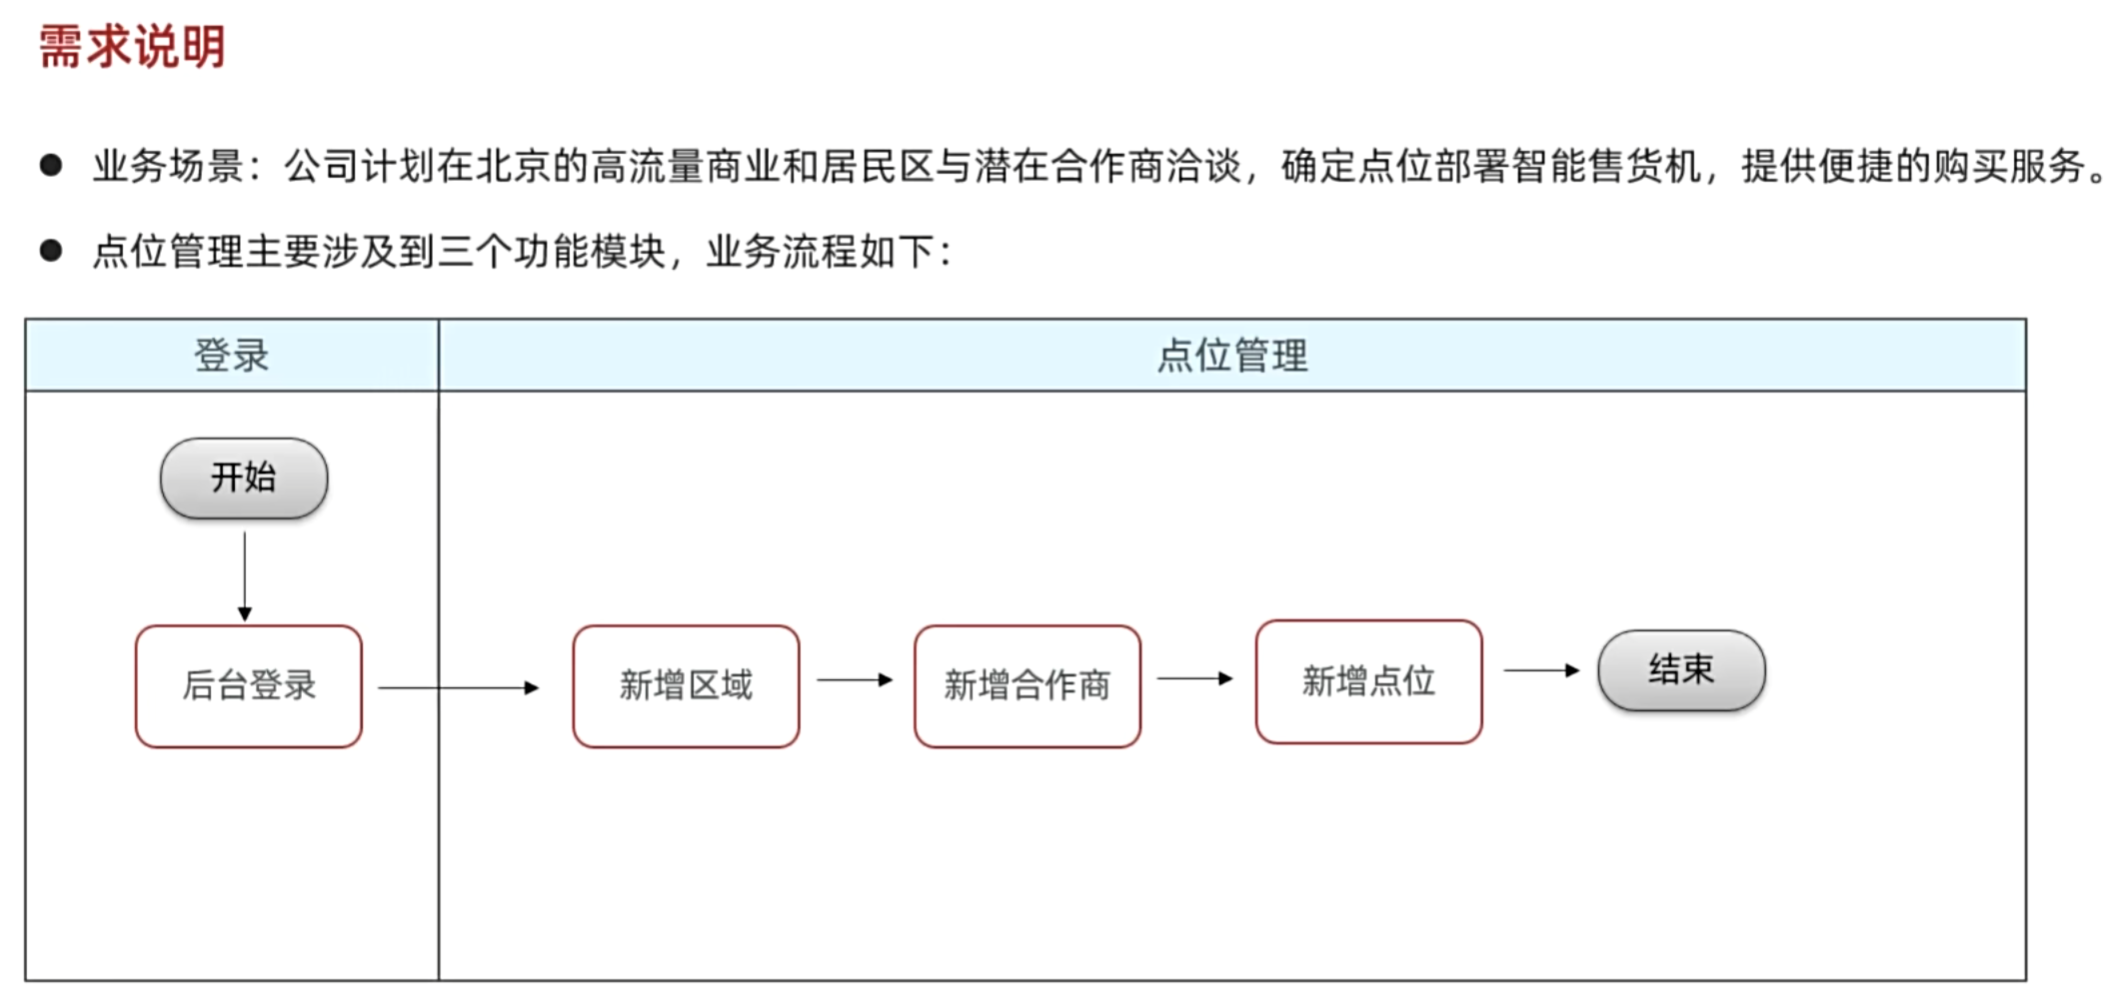 需求说明
业务场景：公司计划在北京的高流量商业和居民区与潜在合作商洽谈，确定点位部署智能售货机，提供便捷的购买服务。
点位管理主要涉及到三个功能模块，业务流程如下：
登录
点位管理
开始
后台登录
新增区域
新增合作商
新增点位
结束